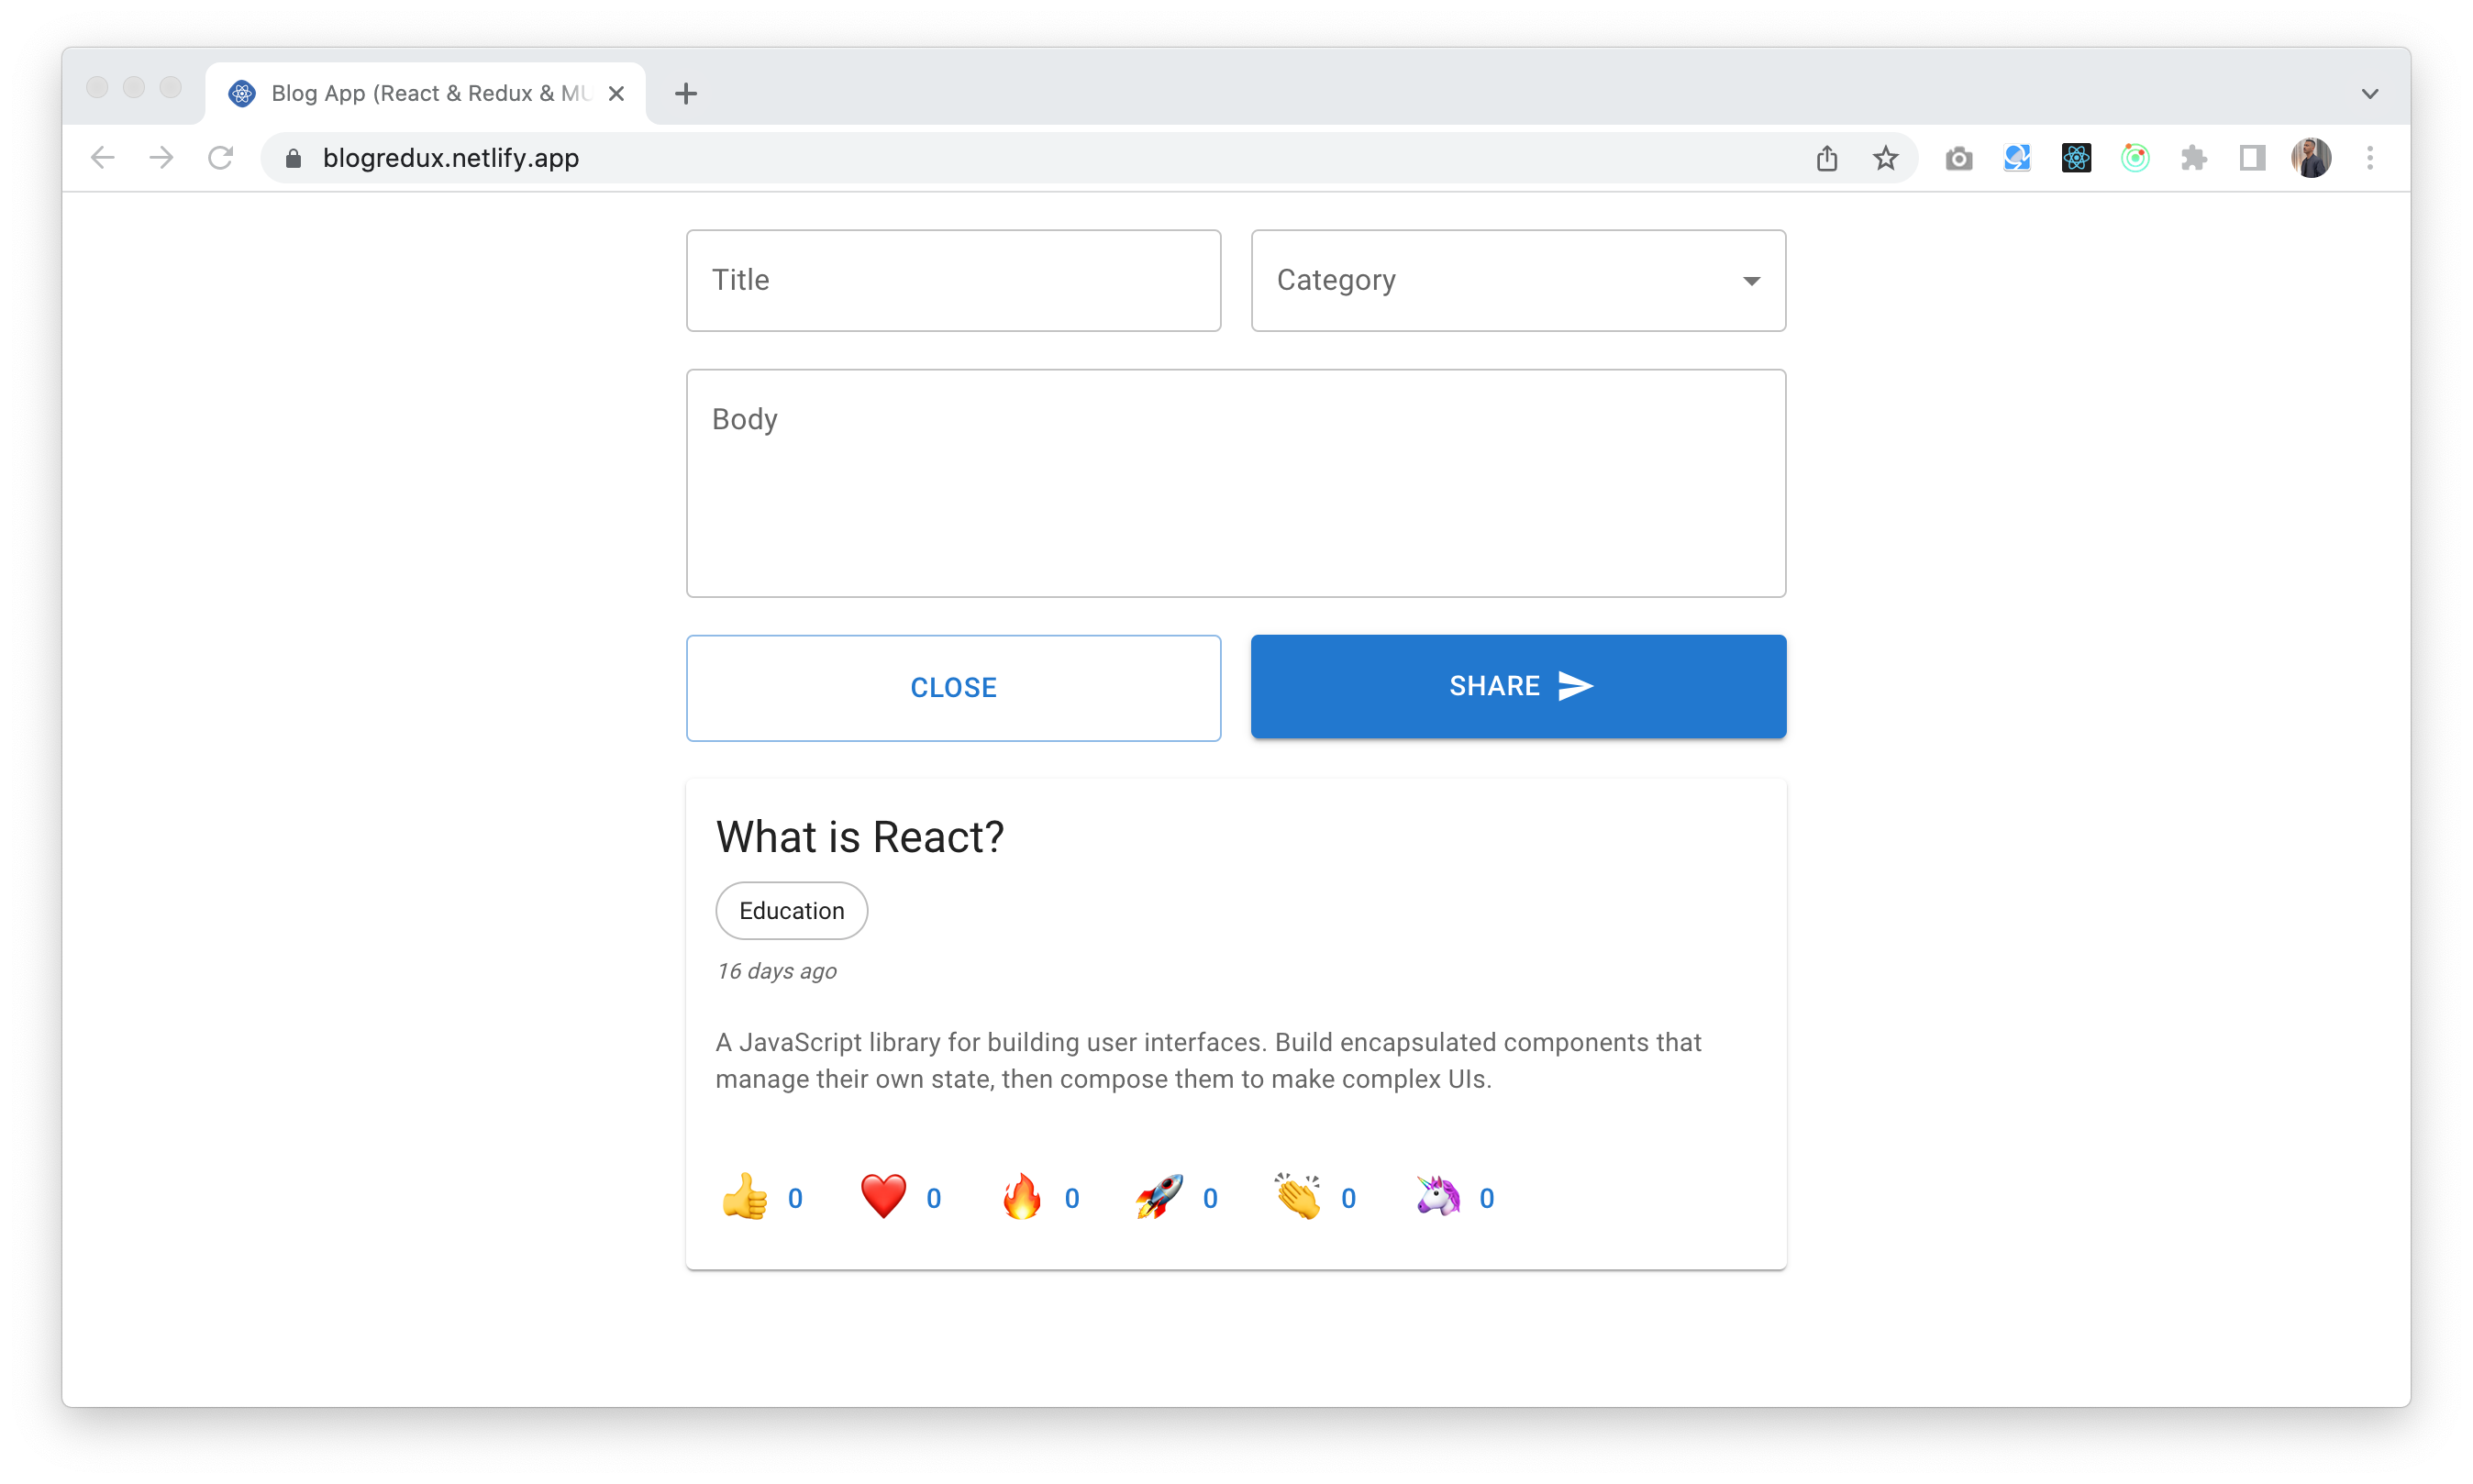 Blog App (React & Redux & MU
blogredux.netlify.app
Title
Category
Body
CLOSE
SHARE
What is React?
Education
16 days ago
A JavaScript library for building user interfaces. Build encapsulated components that
manage their own state, then compose them to make complex UIs.
0 0 0 0 0 0